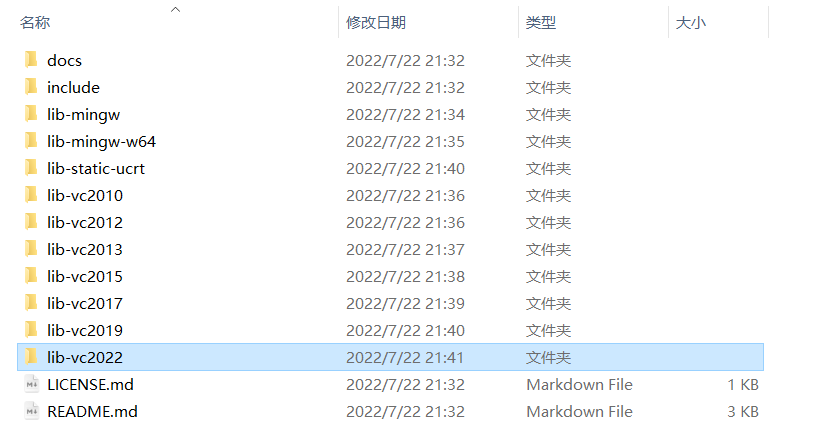 名称 修改日期 类型 大小
docs 2022/7/22 21:32 文件夹
include 2022/7/22 21:32 文件夹
lib-mingw 2022/7/22 21:34 文件夹
lib-mingw-w64 2022/7/22 21:35 文件夹
lib-static-ucrt 2022/7/22 21:40 文件夹
lib-vc2010 2022/7/22 21:36 文件夹
lib-vc2012 2022/7/22 21:36 文件夹
lib-vc2013 2022/7/22 21:37 文件夹
lib-vc2015 2022/7/22 21:38 文件夹
lib-vc2017 2022/7/22 21:39 文件夹
lib-vc2019 2022/7/22 21:40 文件夹
lib-vc2022 2022/7/22 21:41 文件夹
LICENSE.md 2022/7/22 21:32 Markdown File 1 KB
README.md 2022/7/22 21:32 Markdown File 3 KB